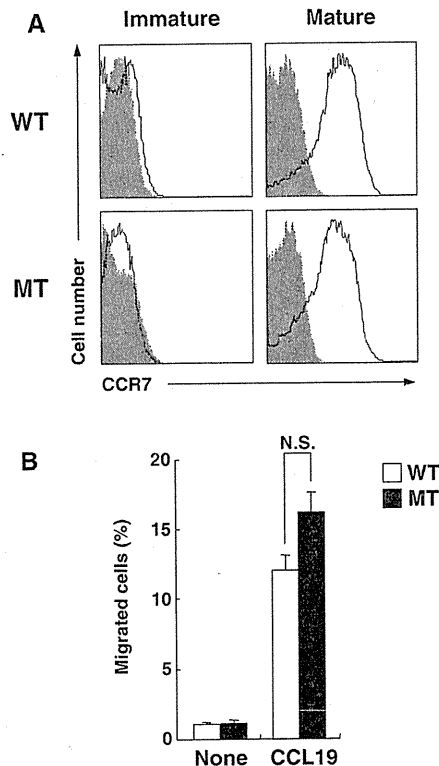 A
Immature
Mature
WT
MT
Cell number
CCR7
B
N.S.
WT
MT
Migrated cells (%)
20
15
10
5
0
None
CCL19